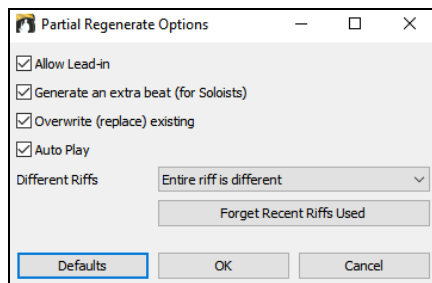 Partial Regenerate Options
Allow Lead-in
Generate an extra beat (for Soloists)
Overwrite (replace) existing
Auto Play
Different Riffs Entire riff is different
Forget Recent Riffs Used
Defaults OK Cancel